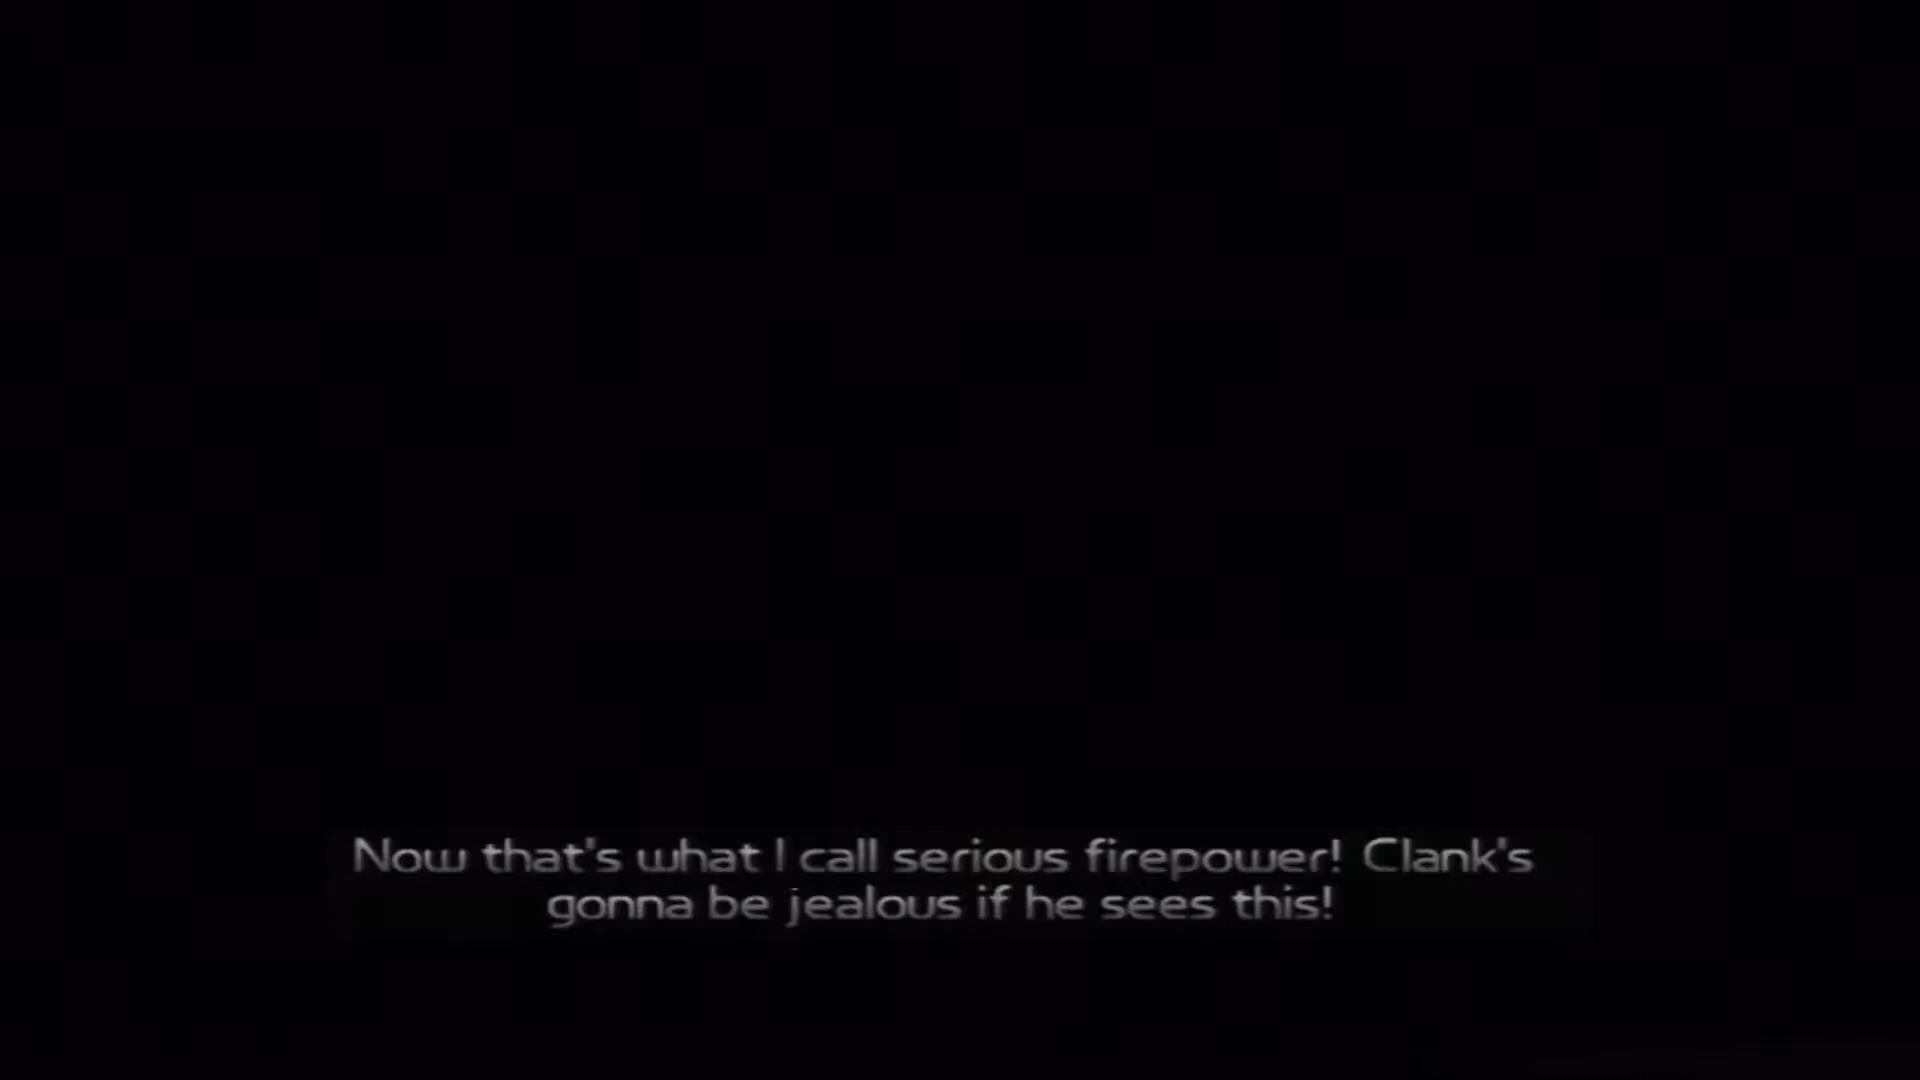 Now that's what I call serious firepower! Clank's
gonna be jealous if he sees this!